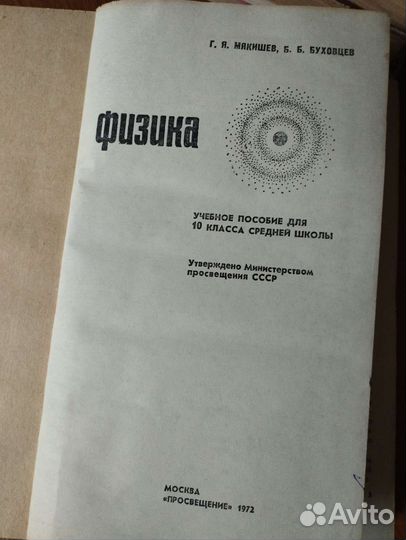 Г. Я. МЯКИШЕВ, Б. Б. БУХОВЦЕВ
физика
УЧЕБНОЕ ПОСОБИЕ ДЛЯ
10 КЛАССА СРЕДНЕЙ ШКОЛЫ
Утверждено Министерством
просвещения СССР
МОСКВА
«ПРОСВЕЩЕНИЕ» 1972
Avito